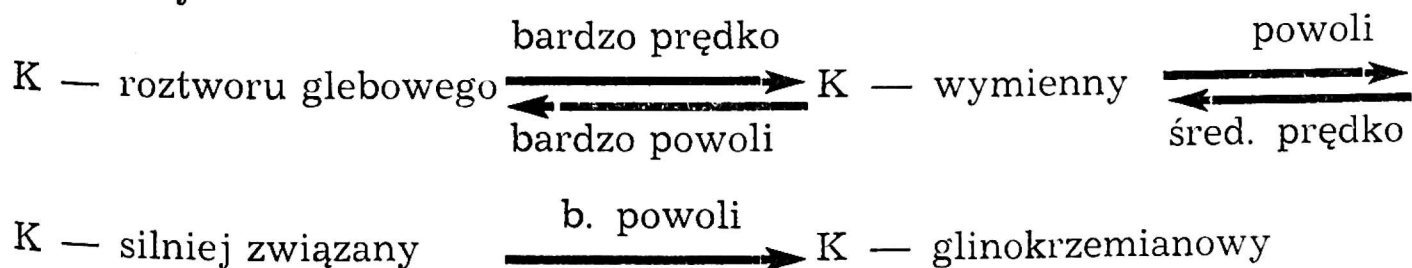 bardzo prędko powoli
K — roztworu glebowego K — wymienny
bardzo powoli śred. prędko
b. powoli
K — silniej związany K — glinokrzemianowy